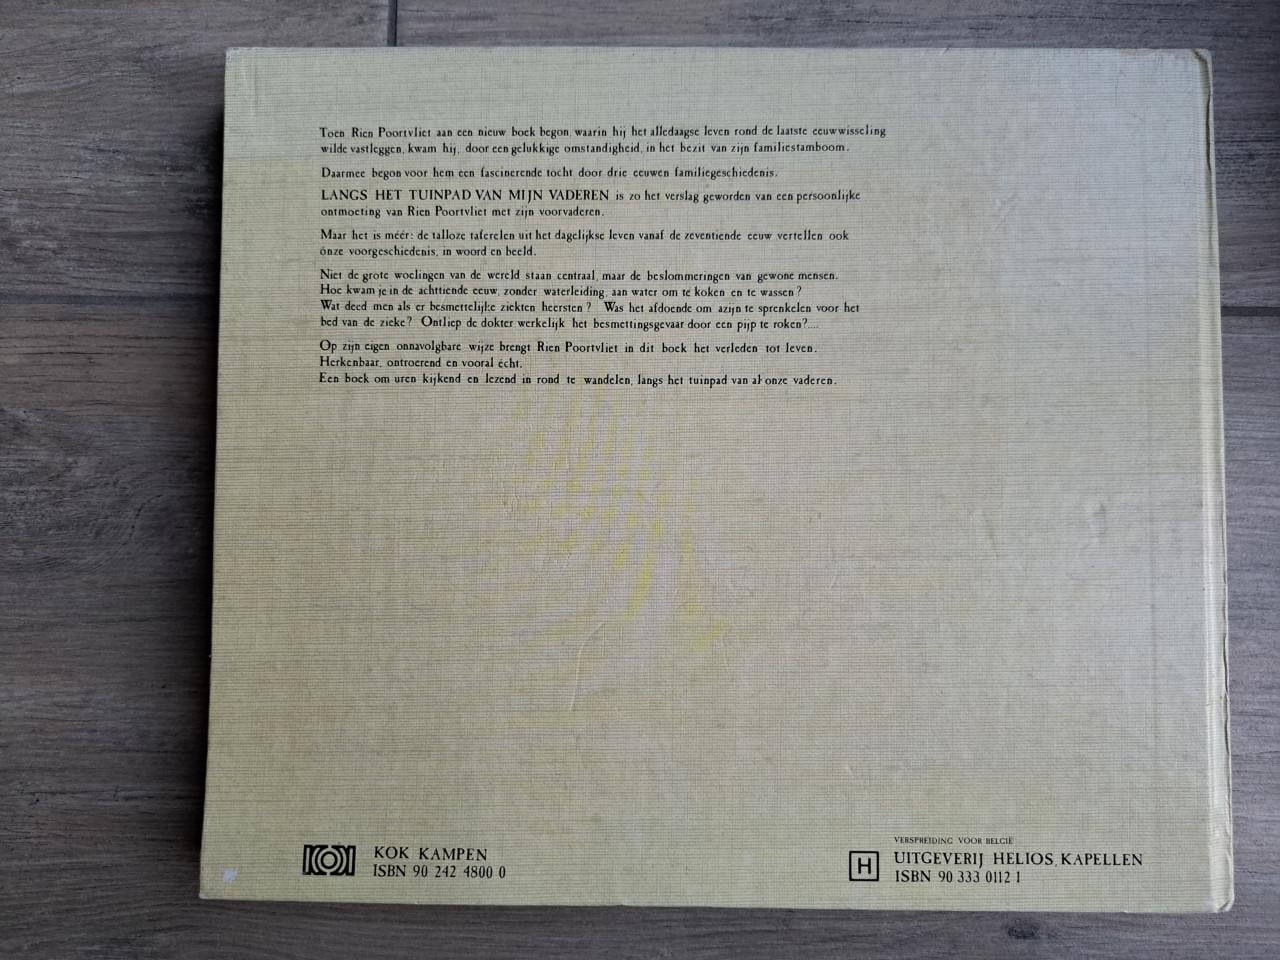 Toen Rien Poortvliet aan een nieuw boek begon, waarin hij het alledaagse leven rond de laatste eeuwwisseling
wilde vastleggen, kwam hij, door een gelukkige omstandigheid, in het bezit van zijn familiestamboom.
Daarmee begon voor hem een fascinerende tocht door drie eeuwen familiegeschiedenis.
LANGS HET TUINPAD VAN MIJN VADEREN is zo het verslag geworden van een persoonlijke
ontmoeting van Rien Poortvliet met zijn voorvaderen.
Maar het is méér: de talloze taferelen uit het dagelijkse leven vanaf de zeventiende eeuw vertellen ook
ónze voorgeschiedenis, in woord en beeld.
Niet de grote woelingen van de wereld staan centraal, maar de beslommeringen van gewone mensen.
Hoe kwam je in de achttiende eeuw, zonder waterleiding, aan water om te koken en te wassen?
Wat deed men als er besmettelijke ziekten heersten? Was het afdoende om azijn te sprenkelen voor het
bed van de zieke? Ontliep de dokter werkelijk het besmettingsgevaar door een pijp te roken?....
Op zijn eigen onnavolgbare wijze brengt Rien Poortvliet in dit boek het verleden tot leven.
Herkenbaar, ontroerend en vooral écht.
Een boek om uren kijkend en lezend in rond te wandelen, langs het tuinpad van al onze vaderen.
KOK
KOK KAMPEN
ISBN 90 242 4800 0
VERSPREIDING VOOR BELGIË
H
UITGEVERIJ HELIOS, KAPELLEN
ISBN 90 333 0112 1